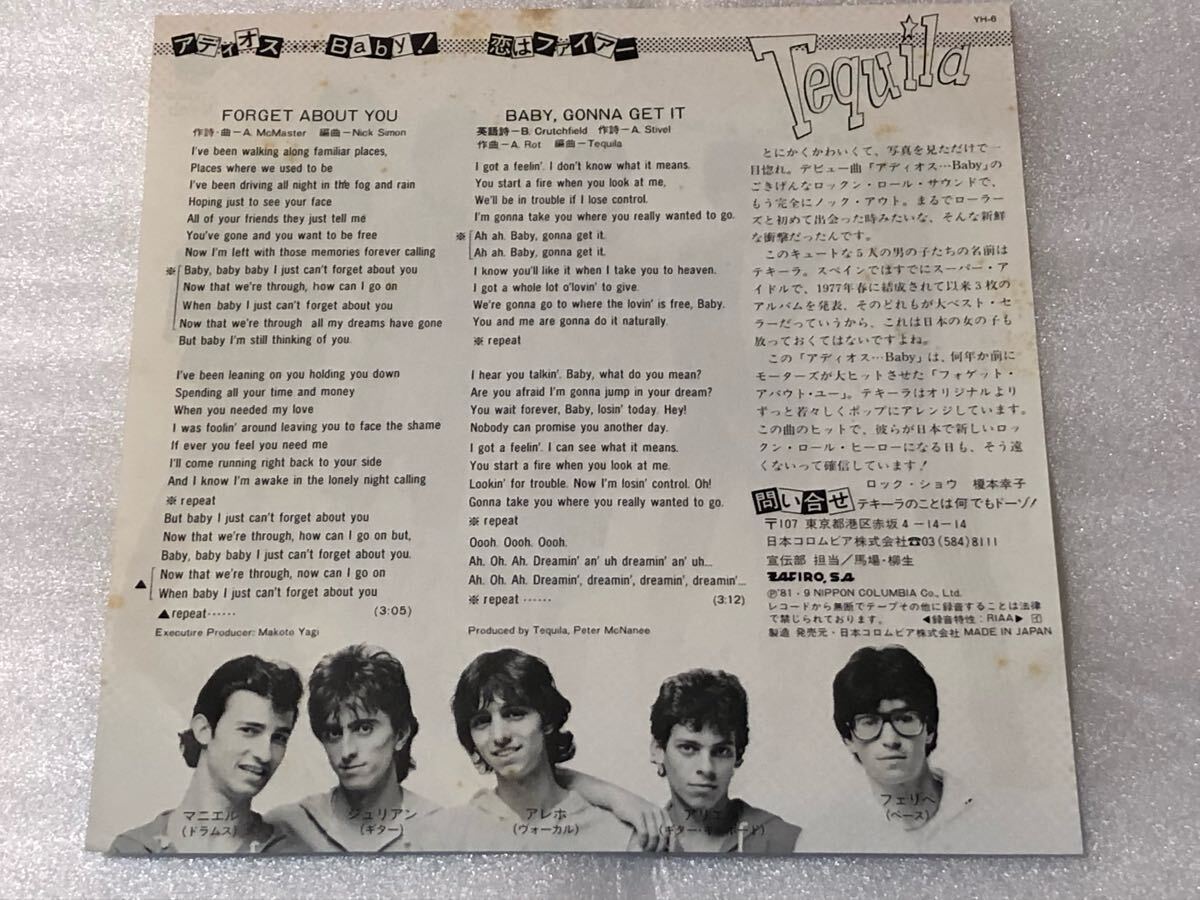 YH-6
アディオス・・・Baby!
恋はファイアー
Tequila
FORGET ABOUT YOU
作詩・曲―A. McMaster 編曲―Nick Simon
I've been walking along familiar places,
Places where we used to be
I've been driving all night in the fog and rain
Hoping just to see your face
All of your friends they just tell me
You've gone and you want to be free
Now I'm left with those memories forever calling
※Baby, baby baby I just can't forget about you
Now that we're through, how can I go on
When baby I just can't forget about you
Now that we're through all my dreams have gone
But baby I'm still thinking of you.
I've been leaning on you holding you down
Spending all your time and money
When you needed my love
I was foolin' around leaving you to face the shame
If ever you feel you need me
I'll come running right back to your side
And I know I'm awake in the lonely night calling
※repeat
But baby I just can't forget about you
Now that we're through, how can I go on but,
Baby, baby baby I just can't forget about you.
▲Now that we're through, now can I go on
When baby I just can't forget about you
▲repeat……
(3:05)
Executire Producer: Makoto Yagi
BABY, GONNA GET IT
英語詩―B. Crutchfield 作詩―A. Stivel
作曲―A. Rot 編曲―Tequila
I got a feelin'. I don't know what it means.
You start a fire when you look at me,
We'll be in trouble if I lose control.
I'm gonna take you where you really wanted to go.
※Ah ah. Baby, gonna get it.
Ah ah. Baby, gonna get it.
I know you'll like it when I take you to heaven.
I got a whole lot o'lovin' to give.
We're gonna go to where the lovin' is free, Baby.
You and me are gonna do it naturally.
※repeat
I hear you talkin'. Baby, what do you mean?
Are you afraid I'm gonna jump in your dream?
You wait forever, Baby, losin' today. Hey!
Nobody can promise you another day.
I got a feelin'. I can see what it means.
You start a fire when you look at me.
Lookin' for trouble. Now I'm losin' control. Oh!
Gonna take you where you really wanted to go.
※repeat
Oooh. Oooh. Oooh.
Ah. Oh. Ah. Dreamin' an' uh dreamin' an' uh…
Ah. Oh. Ah. Dreamin', dreamin', dreamin', dreamin'…
※repeat……
(3:12)
Produced by Tequila, Peter McNanee
とにかくかわいくて、写真を見ただけで一
目惚れ。デビュー曲「アディオス…Baby」の
ごきげんなロックン・ロール・サウンドで、
もう完全にノック・アウト。まるでローラー
ズと初めて出会った時みたいな、そんな新鮮
な衝撃だったんです。
このキュートな5人の男の子たちの名前は
テキーラ。スペインではすでにスーパー・ア
イドルで、1977年春に結成されて以来3枚の
アルバムを発表、そのどれもが大ベスト・セ
ラーだっていうから、これは日本の女の子も
放っておくてはないですよね。
この「アディオス…Baby」は、何年か前に
モーターズが大ヒットさせた「フォゲット・
アバウト・ユー」。テキーラはオリジナルより
ずっと若々しくポップにアレンジしています。
この曲のヒットで、彼らが日本で新しいロッ
クン・ロール・ヒーローになる日も、そう遠
くないって確信しています!
ロック・ショウ 榎本幸子
問い合せ テキーラのことは何でもドーゾ!
〒107 東京都港区赤坂4-14-14
日本コロムビア株式会社☎03(584)8111
宣伝部 担当/馬場・柳生
ZAFIRO, S.A
Ⓟ'81・9 NIPPON COLUMBIA Co., Ltd.
レコードから無断でテープその他に録音することは法律
で禁じられております。 ◀録音特性：RIAA▶
製造 発売元・日本コロムビア株式会社 MADE IN JAPAN
マニエル
(ドラムス)
ジュリアン
(ギター)
アレホ
(ヴォーカル)
アリエル
(ギター・キーボード)
フェリペ
(ベース)